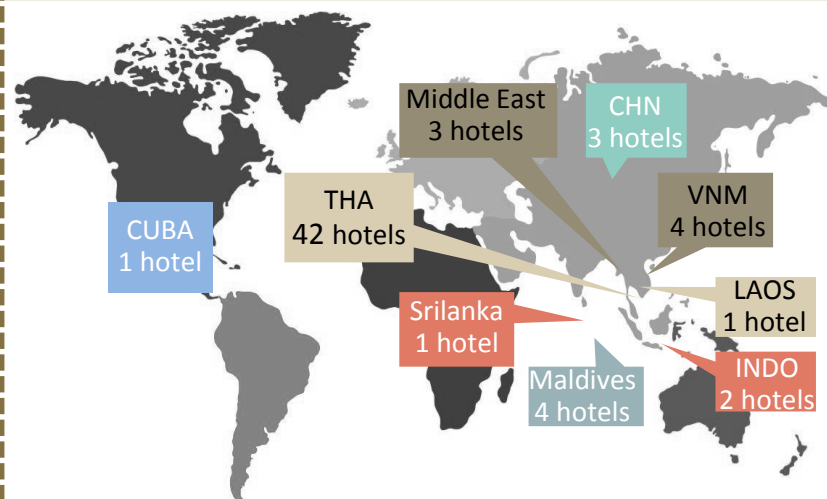 Middle East
3 hotels
CHN
3 hotels
THA
42 hotels
VNM
4 hotels
CUBA
1 hotel
LAOS
1 hotel
Srilanka
1 hotel
INDO
2 hotels
Maldives
4 hotels